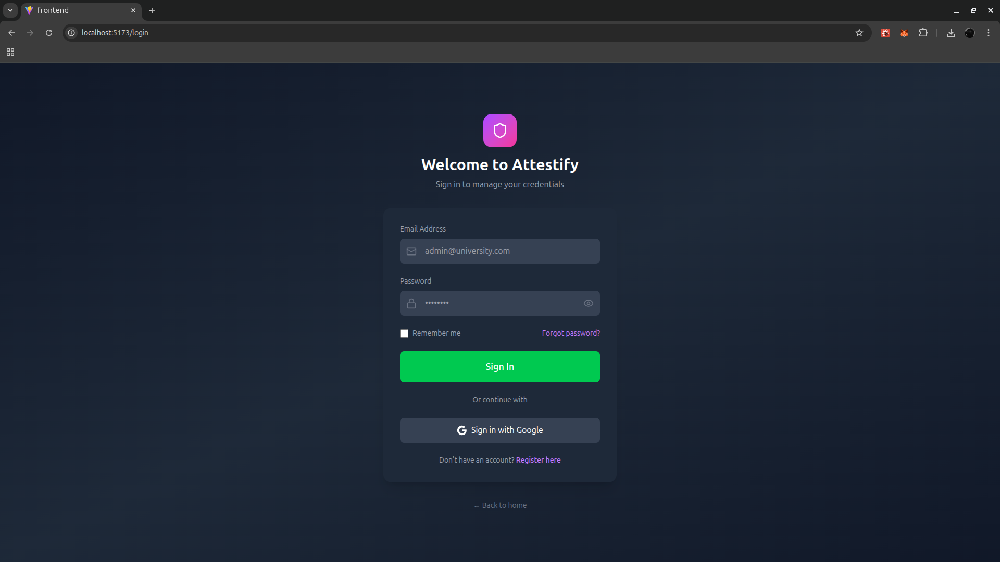 frontend
localhost:5173/login
Welcome to Attestify
Sign in to manage your credentials
Email Address
admin@university.com
Password
••••••••
Remember me
Forgot password?
Sign In
Or continue with
Sign in with Google
Don't have an account? Register here
← Back to home